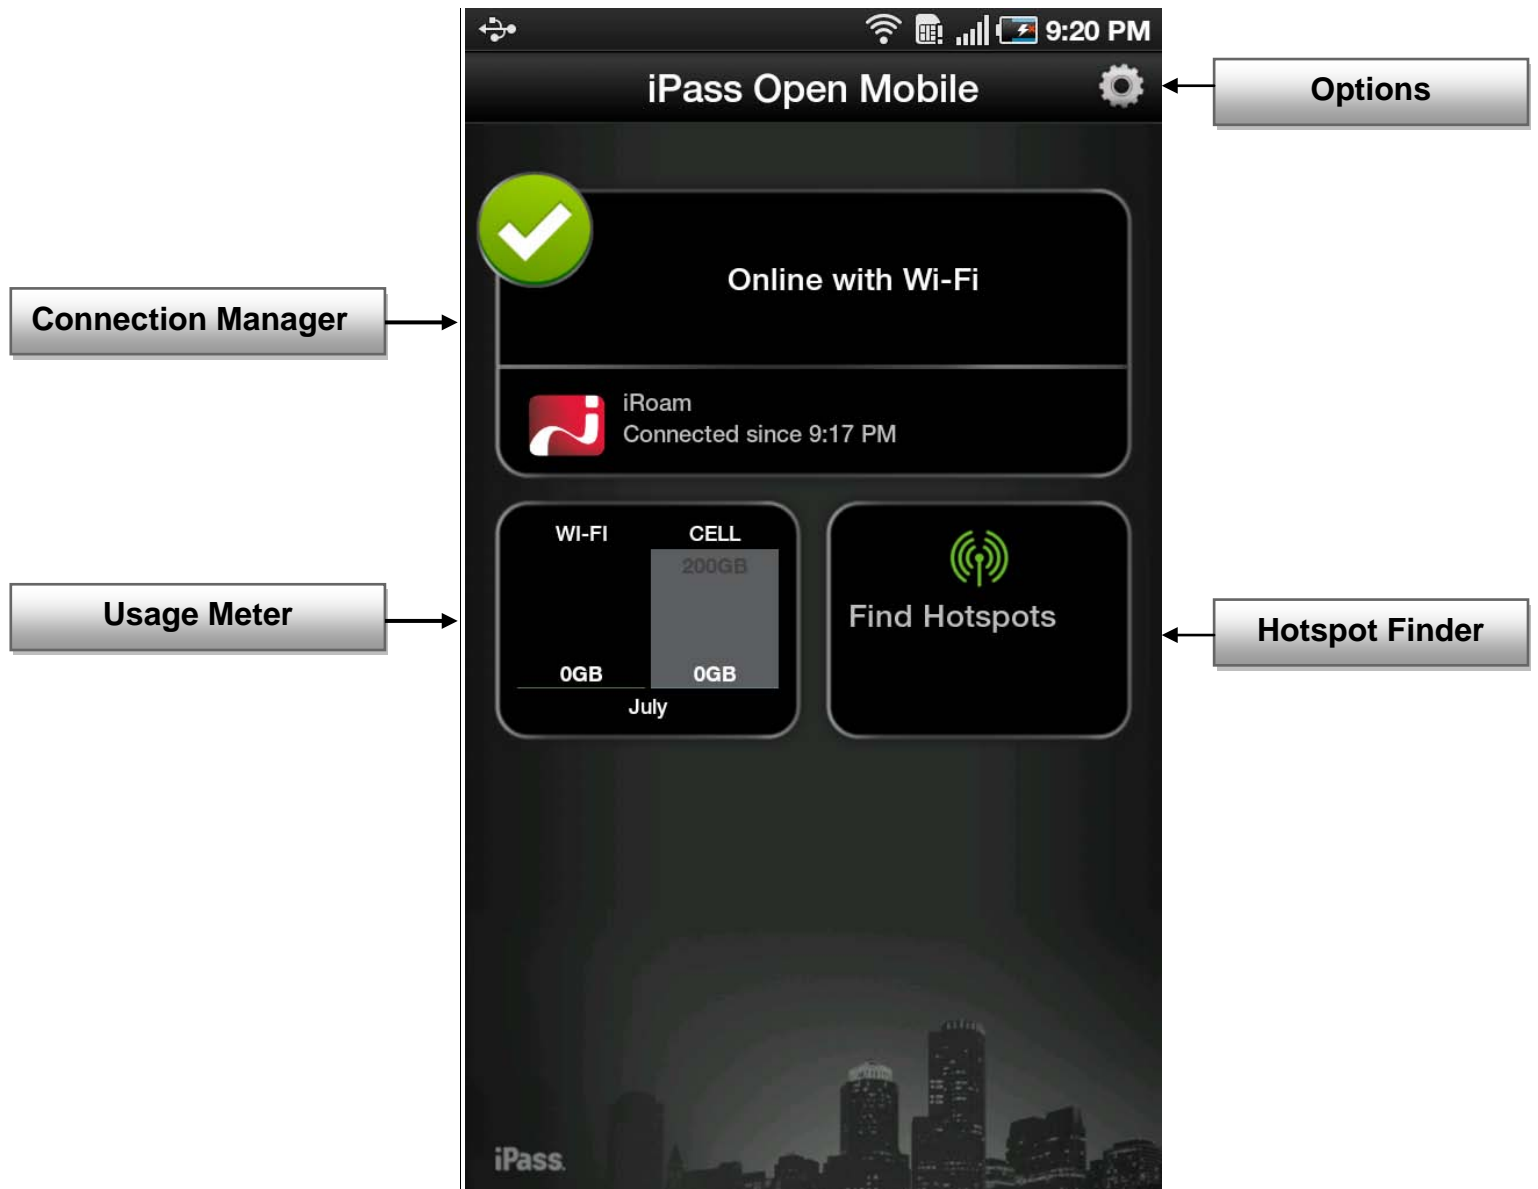 9:20 PM
iPass Open Mobile
Options
Online with Wi-Fi
Connection Manager
iRoam
Connected since 9:17 PM
WI-FI
CELL
200GB
Find Hotspots
Usage Meter
Hotspot Finder
0GB
0GB
July
iPass